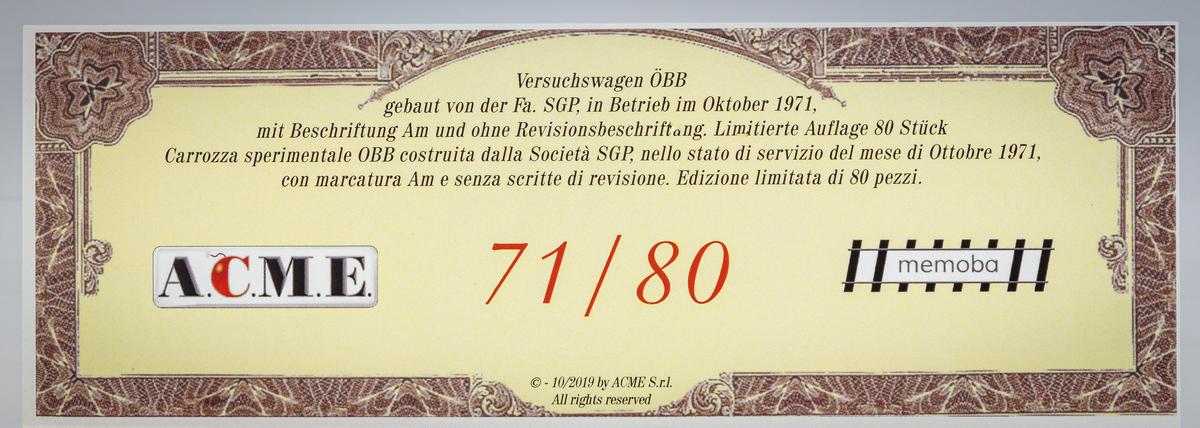 Versuchswagen ÖBB
gebaut von der Fa. SGP, in Betrieb im Oktober 1971,
mit Beschriftung Am und ohne Revisionsbeschriftung. Limitierte Auflage 80 Stück
Carrozza sperimentale OBB costruita dalla Società SGP, nello stato di servizio del mese di Ottobre 1971,
con marcatura Am e senza scritte di revisione. Edizione limitata di 80 pezzi.
A.C.M.E.
71/80
memoba
© - 10/2019 by ACME S.r.l.
All rights reserved